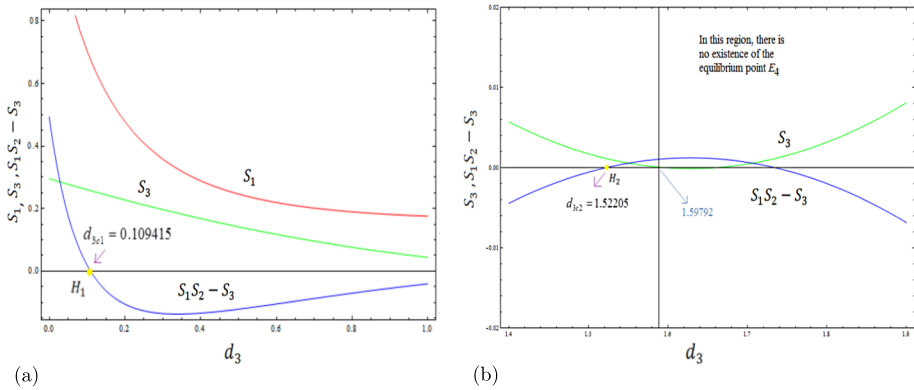 0.8
0.6
0.4
0.2
0.0
S₁, S₃, S₁S₂ − S₃
S₁
S₃
d₃c₁ = 0.109415
H₁
S₁S₂ − S₃
0.0 0.2 0.4 0.6 0.8 1.0
d₃
(a)
0.02
0.01
0.00
−0.01
−0.02
S₃, S₁S₂ − S₃
In this region, there is
no existence of the
equilibrium point E₄
S₃
H₂
d₃c₂ = 1.52205
1.59792
S₁S₂ − S₃
1.4 1.5 1.6 1.7 1.8 1.9
d₃
(b)